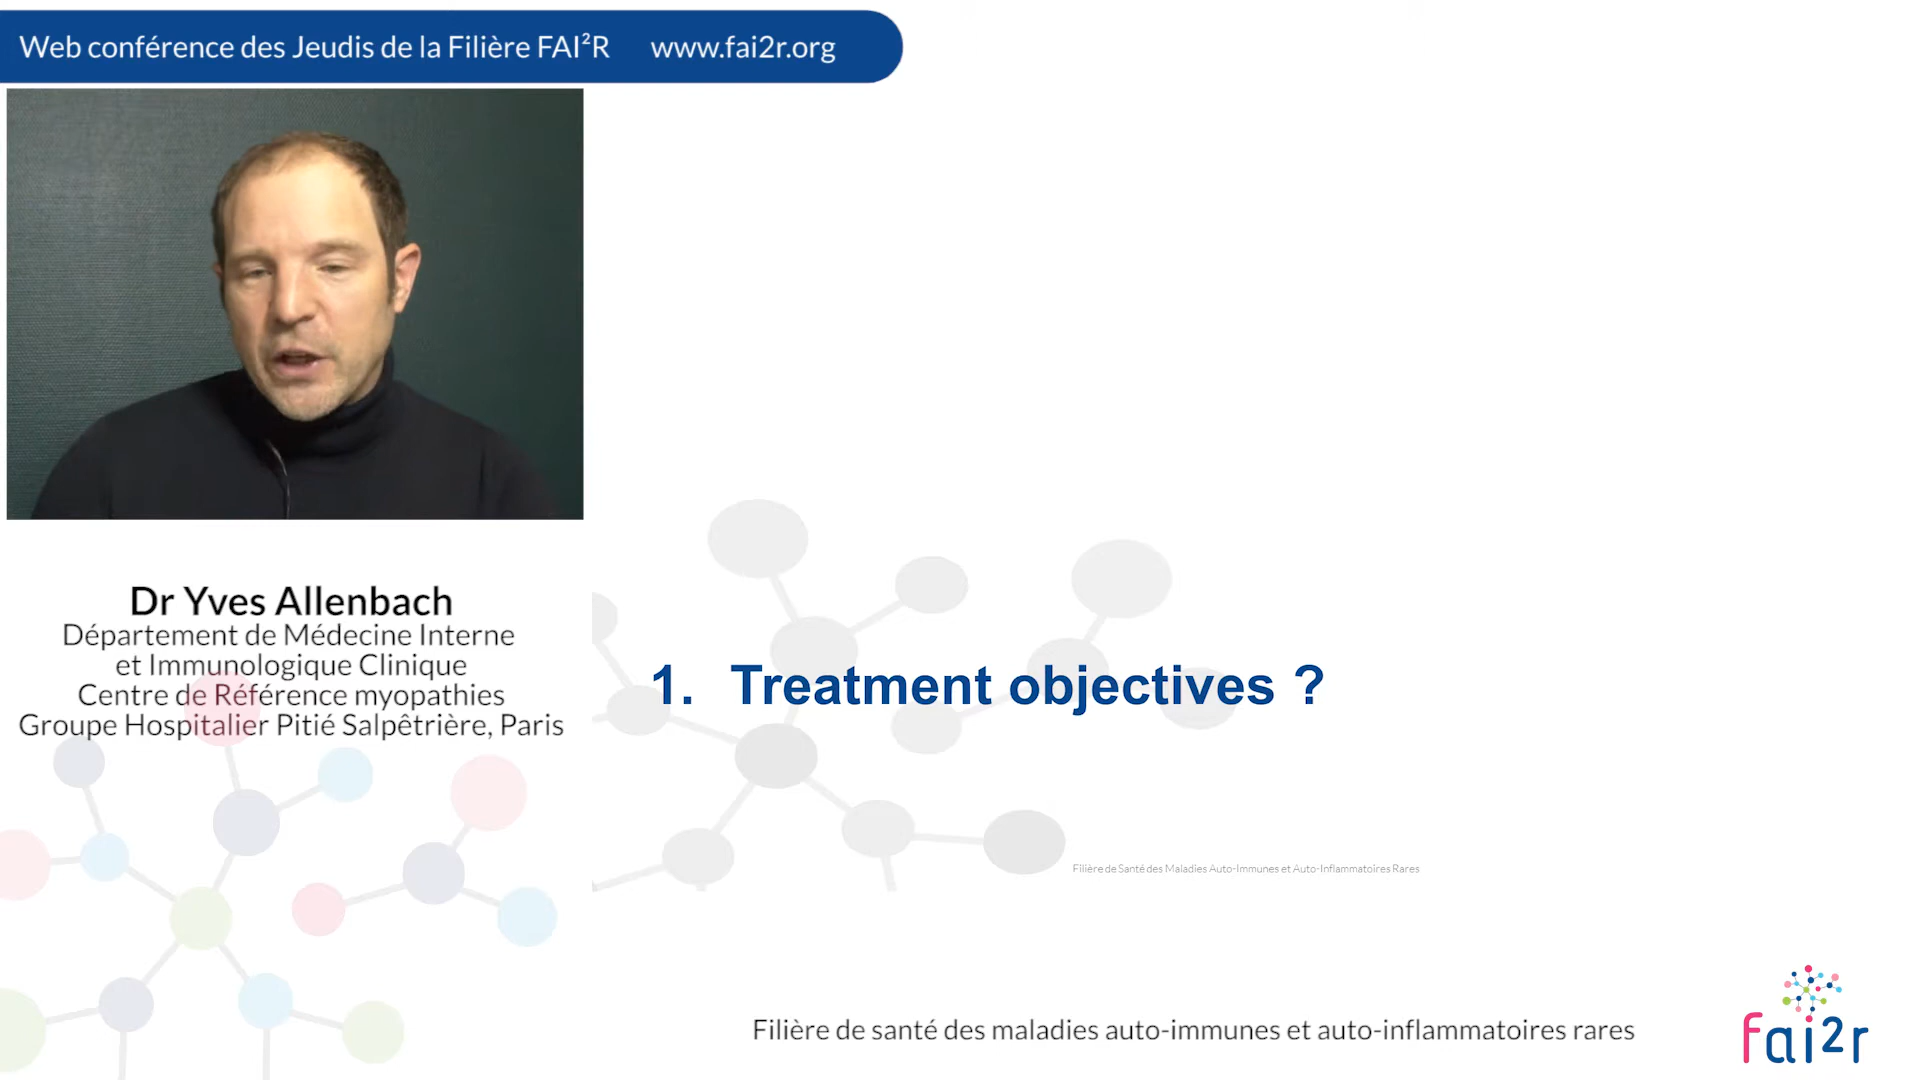 Web conférence des Jeudis de la Filière FAI²R www.fai2r.org
Dr Yves Allenbach
Département de Médecine Interne
et Immunologique Clinique
Centre de Référence myopathies
Groupe Hospitalier Pitié Salpêtrière, Paris
1. Treatment objectives ?
Filière de Santé des Maladies Auto-Immunes et Auto-Inflammatoires Rares
Filière de santé des maladies auto-immunes et auto-inflammatoires rares
fai2r